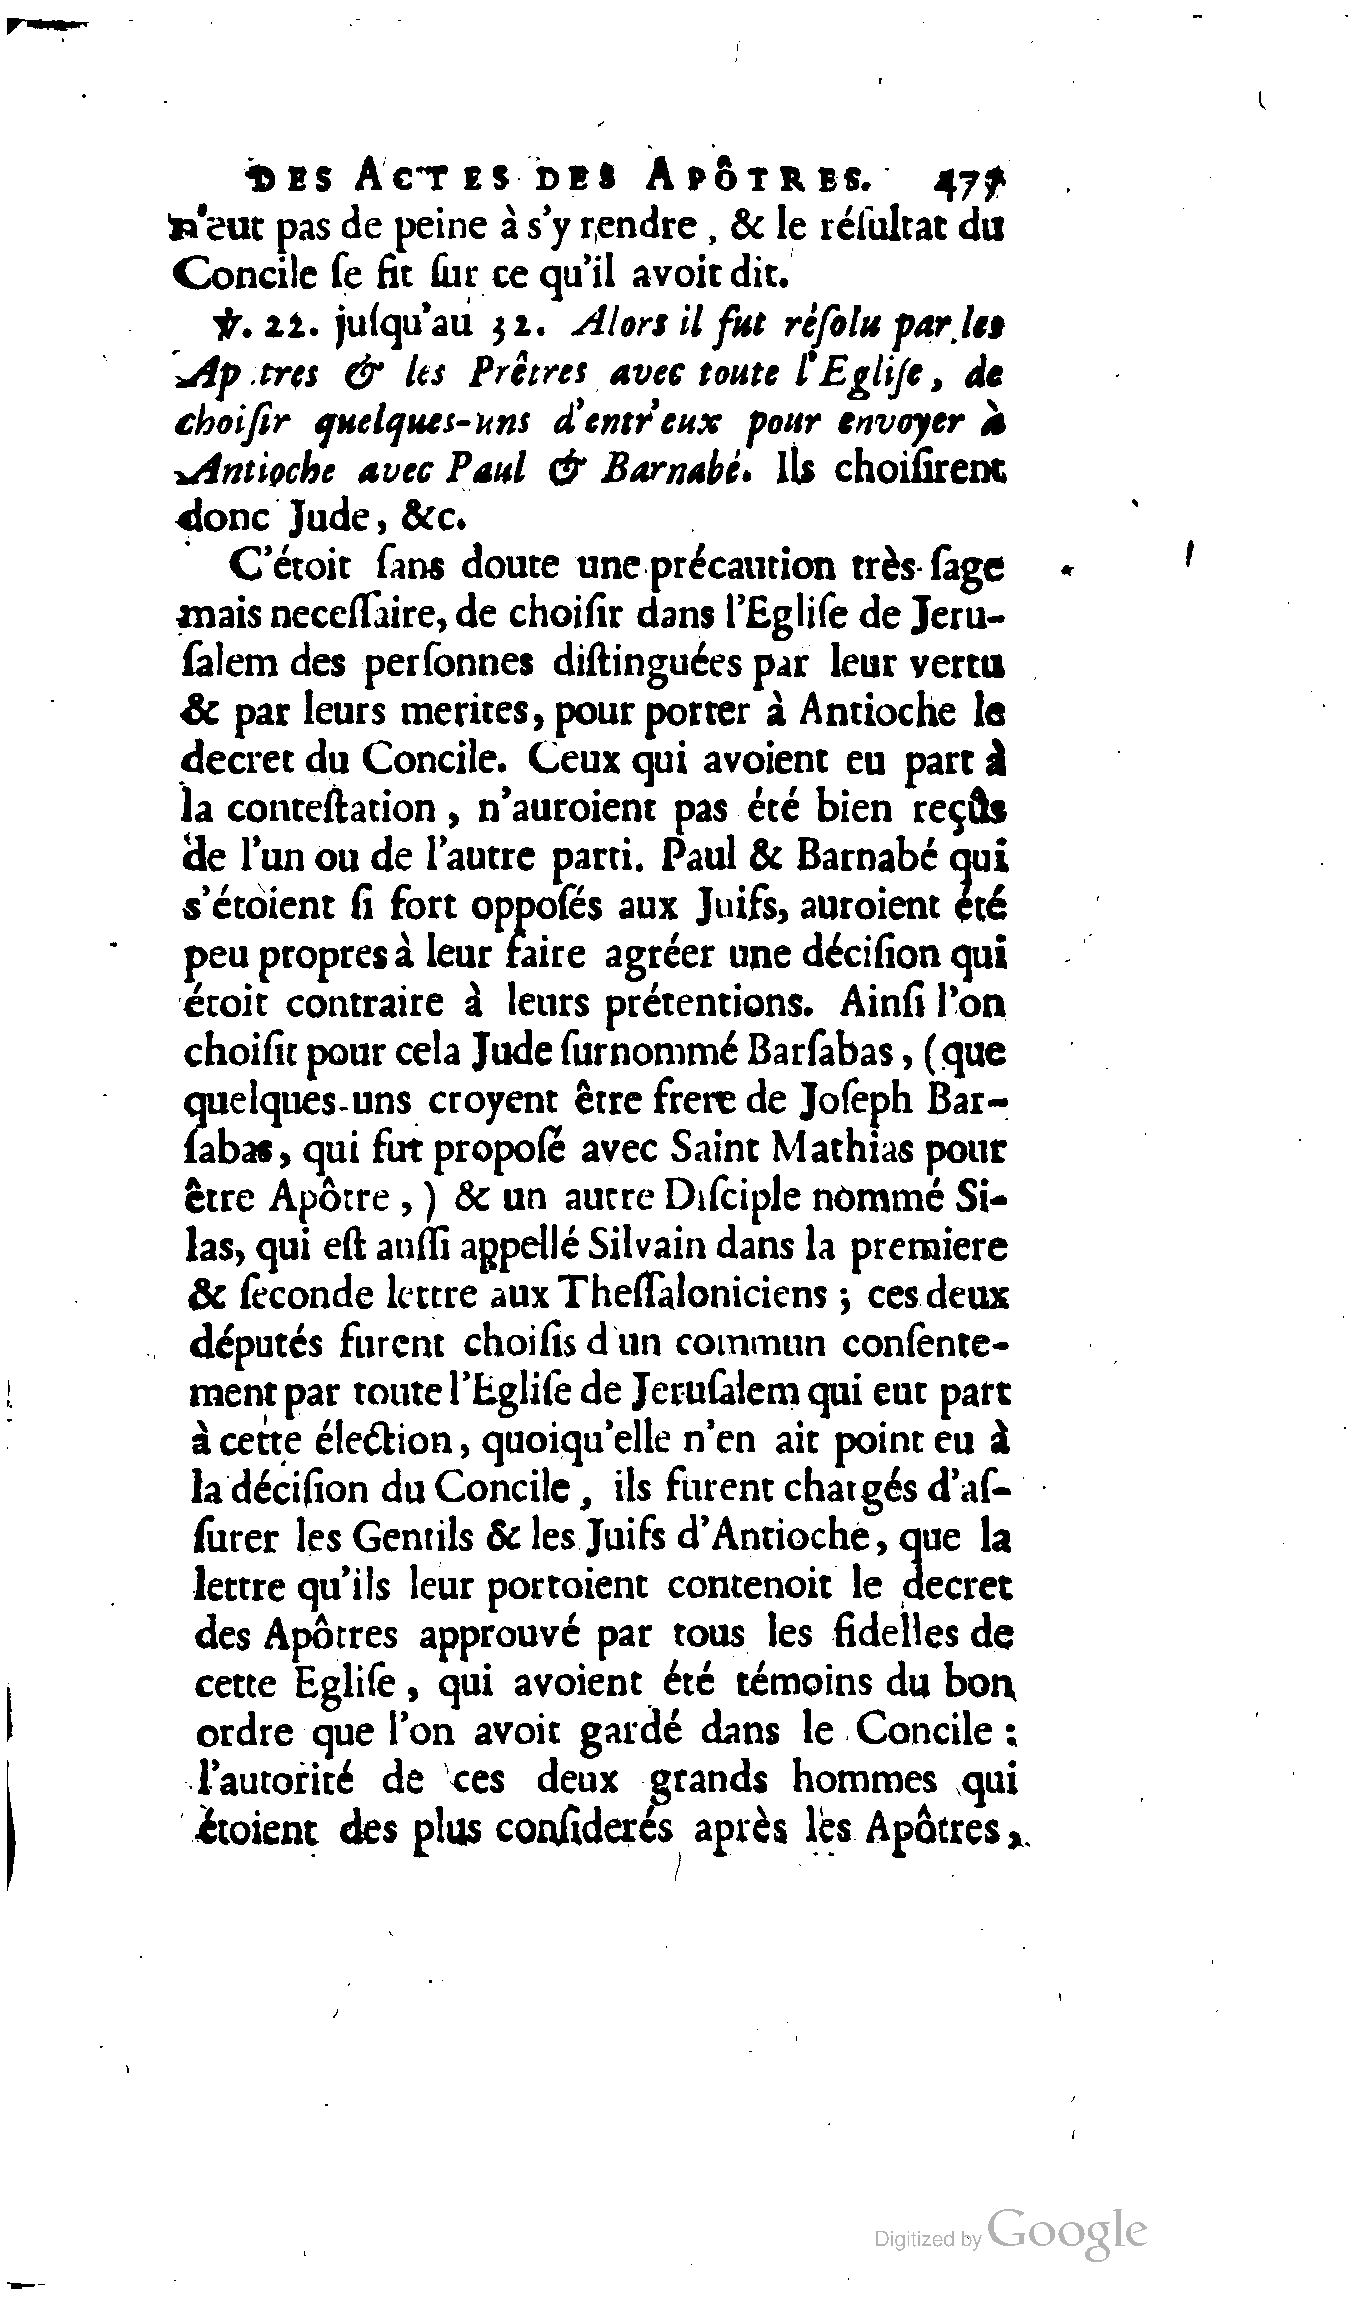 DES ACTES DES APÔTRES. 475
n'eut pas de peine à s'y rendre, & le réſultat du
Concile ſe fit ſur ce qu'il avoit dit.
℣. 22. juſqu'au 32. Alors il fut réſolu par les
Ap tres & les Prêtres avec toute l'Egliſe, de
choiſir quelques-uns d'entr'eux pour envoyer à
Antioche avec Paul & Barnabé. Ils choiſirent
donc Jude, &c.
C'étoit ſans doute une précaution très-ſage
mais neceſſaire, de choiſir dans l'Egliſe de Jeru-
ſalem des perſonnes diſtinguées par leur vertu
& par leurs merites, pour porter à Antioche le
decret du Concile. Ceux qui avoient eu part à
la conteſtation, n'auroient pas été bien reçûs
de l'un ou de l'autre parti. Paul & Barnabé qui
s'étoient ſi fort oppoſés aux Juifs, auroient été
peu propres à leur faire agréer une déciſion qui
étoit contraire à leurs prétentions. Ainſi l'on
choiſit pour cela Jude ſurnommé Barſabas, (que
quelques-uns croyent être frere de Joſeph Bar-
ſabas, qui fut propoſé avec Saint Mathias pour
être Apôtre,) & un autre Diſciple nommé Si-
las, qui eſt auſſi appellé Silvain dans la premiere
& ſeconde lettre aux Theſſaloniciens ; ces deux
députés furent choiſis d'un commun conſente-
ment par toute l'Egliſe de Jeruſalem qui eut part
à cette élection, quoiqu'elle n'en ait point eu à
la déciſion du Concile, ils furent chargés d'aſ-
ſurer les Gentils & les Juifs d'Antioche, que la
lettre qu'ils leur portoient contenoit le decret
des Apôtres approuvé par tous les fidelles de
cette Egliſe, qui avoient été témoins du bon
ordre que l'on avoit gardé dans le Concile :
l'autorité de ces deux grands hommes qui
étoient des plus conſiderés après les Apôtres,
Digitized by Google